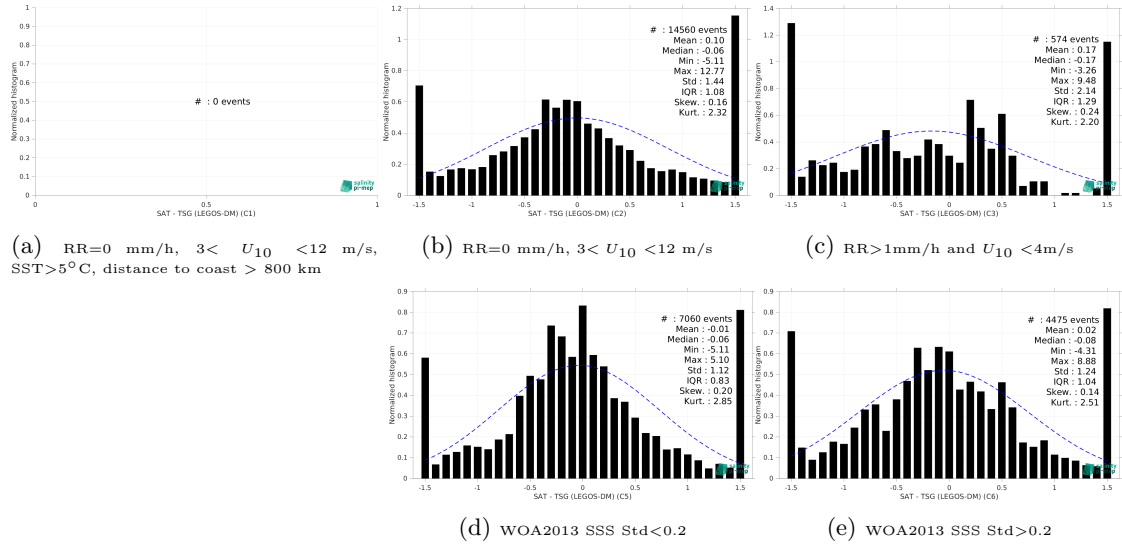 1
0.8
0.6
0.4
0.2
0
Normalized histogram
# : 0 events
0 0.5 1
SAT - TSG (LEGOS-DM) (C1)
salinity
pi-mep
(a) RR=0 mm/h, 3< U10 <12 m/s,
SST>5°C, distance to coast > 800 km
1.2
1
0.8
0.6
0.4
0.2
0
Normalized histogram
# : 14560 events
Mean : 0.10
Median : -0.06
Min : -5.11
Max : 12.77
Std : 1.44
IQR : 1.08
Skew. : 0.16
Kurt. : 2.32
-1.5 -1 -0.5 0 0.5 1 1.5
SAT - TSG (LEGOS-DM) (C2)
salinity
pi-mep
(b) RR=0 mm/h, 3< U10 <12 m/s
1.4
1.2
1
0.8
0.6
0.4
0.2
0
Normalized histogram
# : 574 events
Mean : 0.17
Median : -0.17
Min : -3.26
Max : 9.48
Std : 2.14
IQR : 1.29
Skew. : 0.24
Kurt. : 2.20
-1.5 -1 -0.5 0 0.5 1 1.5
SAT - TSG (LEGOS-DM) (C3)
salinity
pi-mep
(c) RR>1mm/h and U10 <4m/s
0.9
0.8
0.7
0.6
0.5
0.4
0.3
0.2
0.1
0
Normalized histogram
# : 7060 events
Mean : -0.01
Median : -0.06
Min : -5.11
Max : 5.10
Std : 1.12
IQR : 0.83
Skew. : 0.20
Kurt. : 2.85
-1.5 -1 -0.5 0 0.5 1 1.5
SAT - TSG (LEGOS-DM) (C5)
salinity
pi-mep
(d) WOA2013 SSS Std<0.2
0.9
0.8
0.7
0.6
0.5
0.4
0.3
0.2
0.1
0
Normalized histogram
# : 4475 events
Mean : 0.02
Median : -0.08
Min : -4.31
Max : 8.88
Std : 1.24
IQR : 1.04
Skew. : 0.14
Kurt. : 2.51
-1.5 -1 -0.5 0 0.5 1 1.5
SAT - TSG (LEGOS-DM) (C6)
salinity
pi-mep
(e) WOA2013 SSS Std>0.2